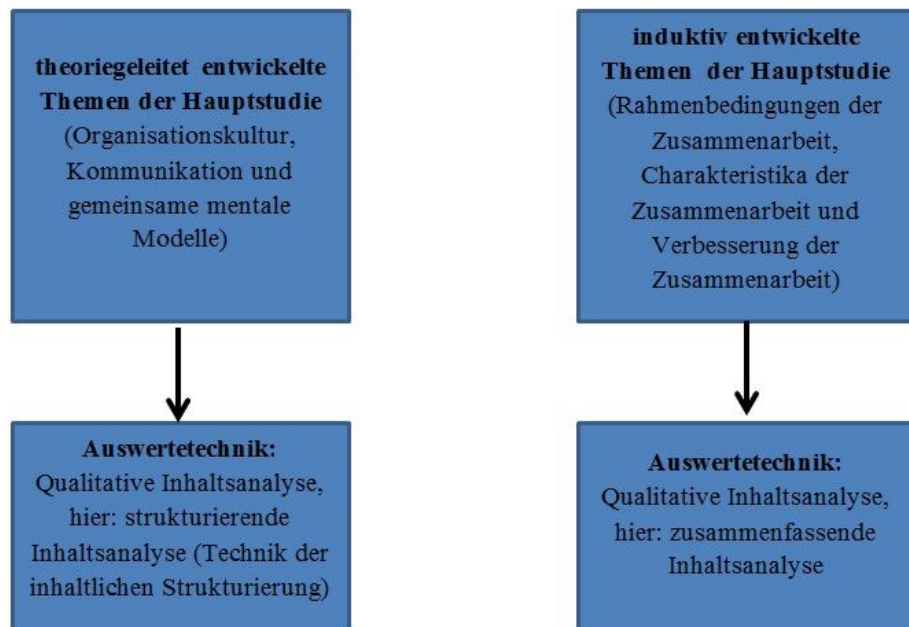 theoriegeleitet entwickelte
Themen der Hauptstudie
(Organisationskultur,
Kommunikation und
gemeinsame mentale
Modelle)
induktiv entwickelte
Themen der Hauptstudie
(Rahmenbedingungen der
Zusammenarbeit,
Charakteristika der
Zusammenarbeit und
Verbesserung der
Zusammenarbeit)
Auswertetechnik:
Qualitative Inhaltsanalyse,
hier: strukturierende
Inhaltsanalyse (Technik der
inhaltlichen Strukturierung)
Auswertetechnik:
Qualitative Inhaltsanalyse,
hier: zusammenfassende
Inhaltsanalyse